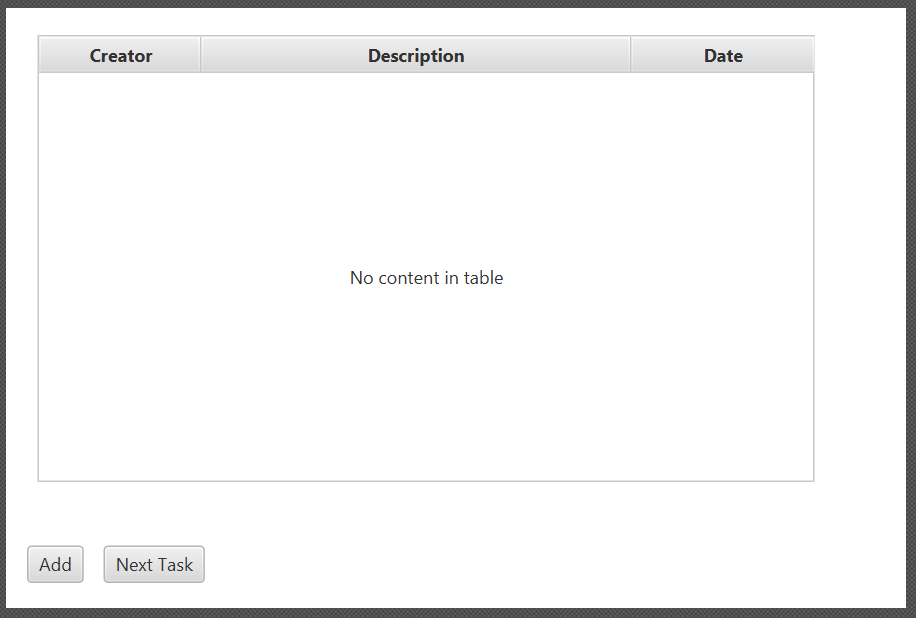 Creator Description Date
No content in table
Add Next Task